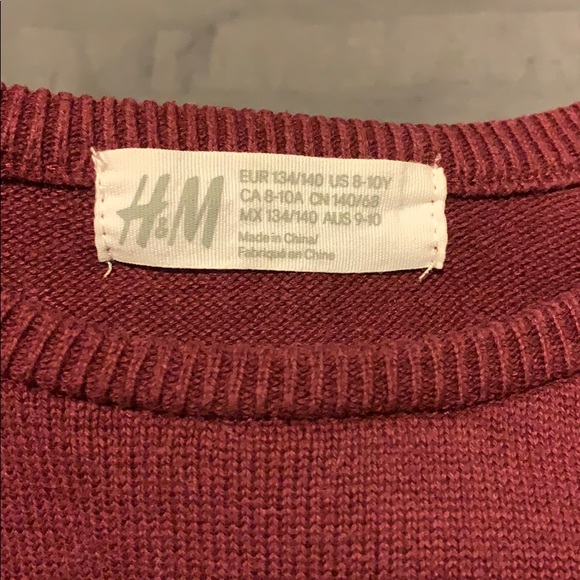 H&M
EUR 134/140 US 8-10Y
CA 8-10A CN 140/68
MX 134/140 AUS 9-10
Made in China/
Fabriqué en Chine